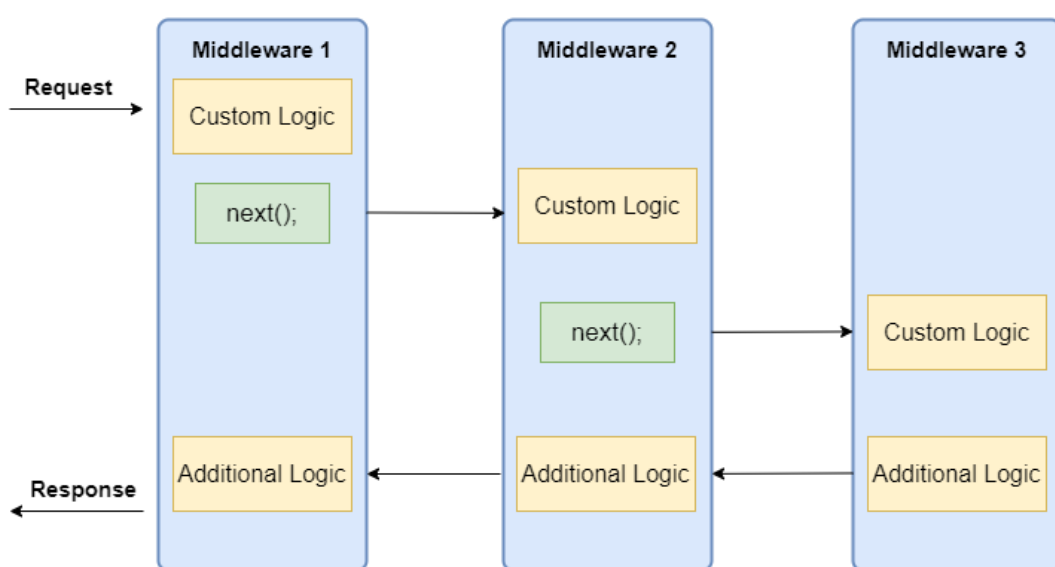 Middleware 1
Middleware 2
Middleware 3
Request
Custom Logic
next();
Custom Logic
next();
Custom Logic
Additional Logic
Additional Logic
Additional Logic
Response